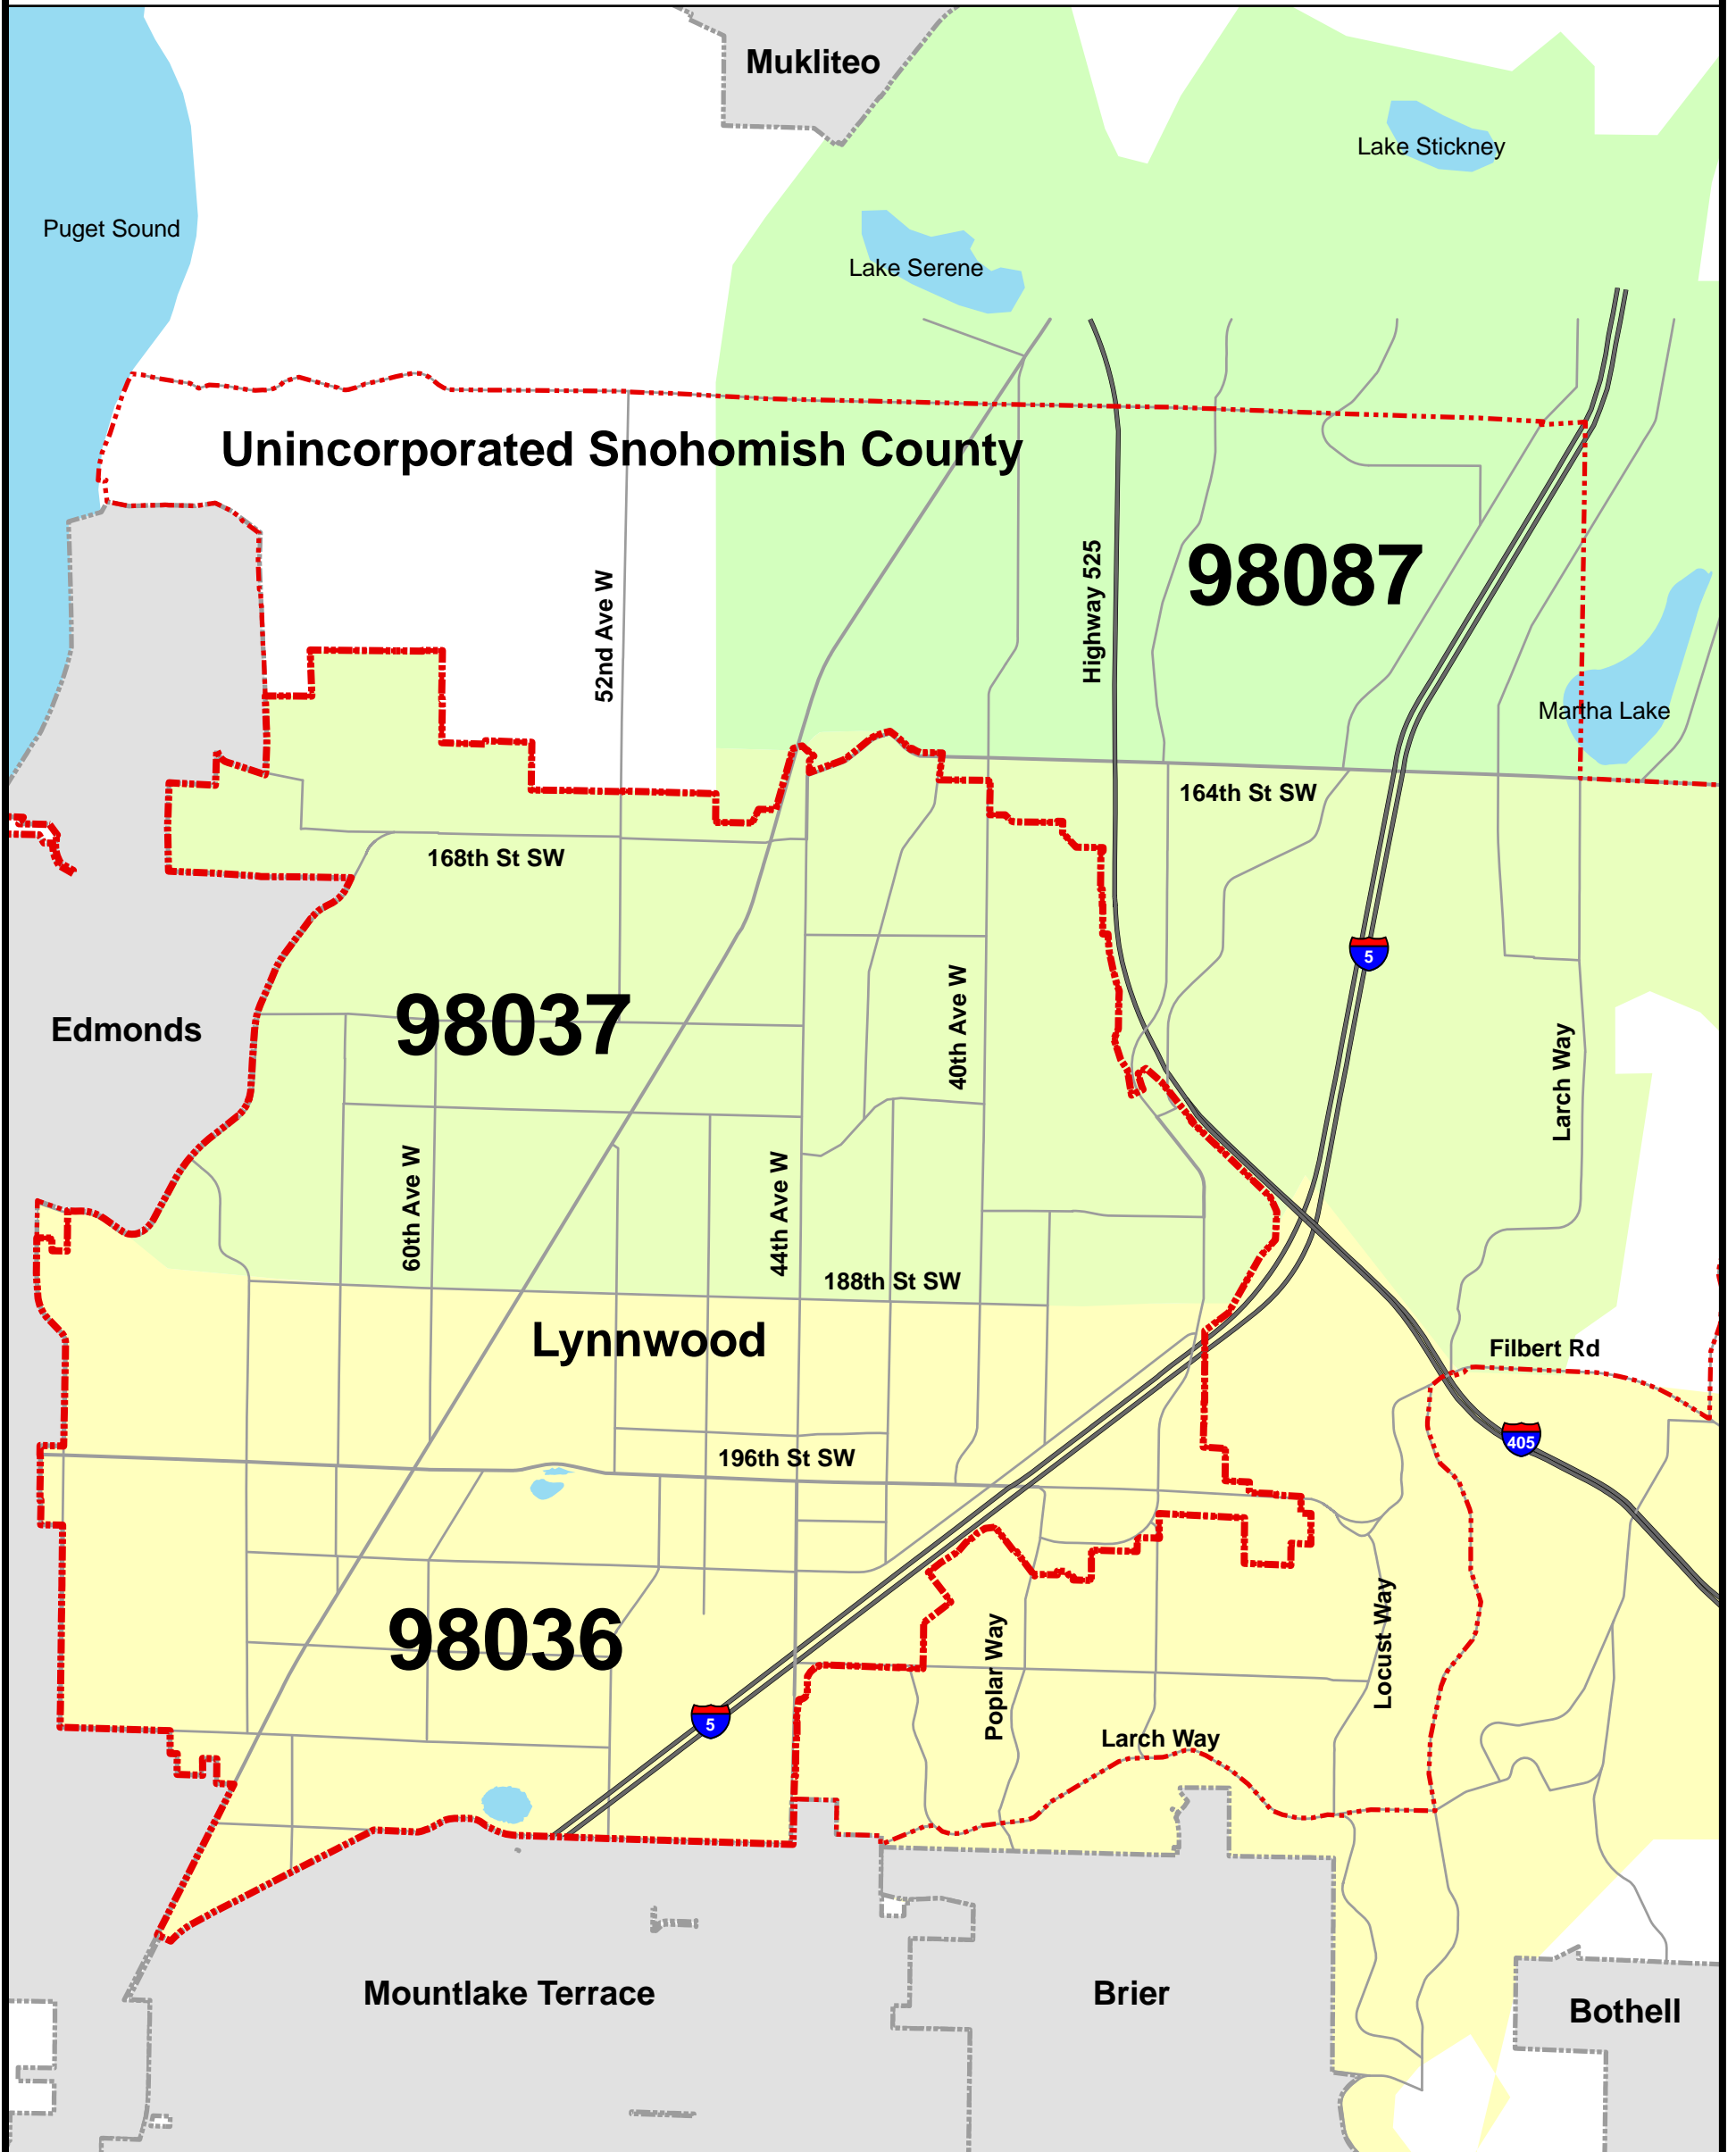 Mukliteo
Lake Stickney
Puget Sound
Lake Serene
Unincorporated Snohomish County
98087
Highway 525
52nd Ave W
Martha Lake
164th St SW
168th St SW
5
98037
40th Ave W
Edmonds
Larch Way
60th Ave W
44th Ave W
188th St SW
Lynnwood
Filbert Rd
405
196th St SW
98036
Locust Way
Poplar Way
5
Larch Way
Mountlake Terrace
Brier
Bothell